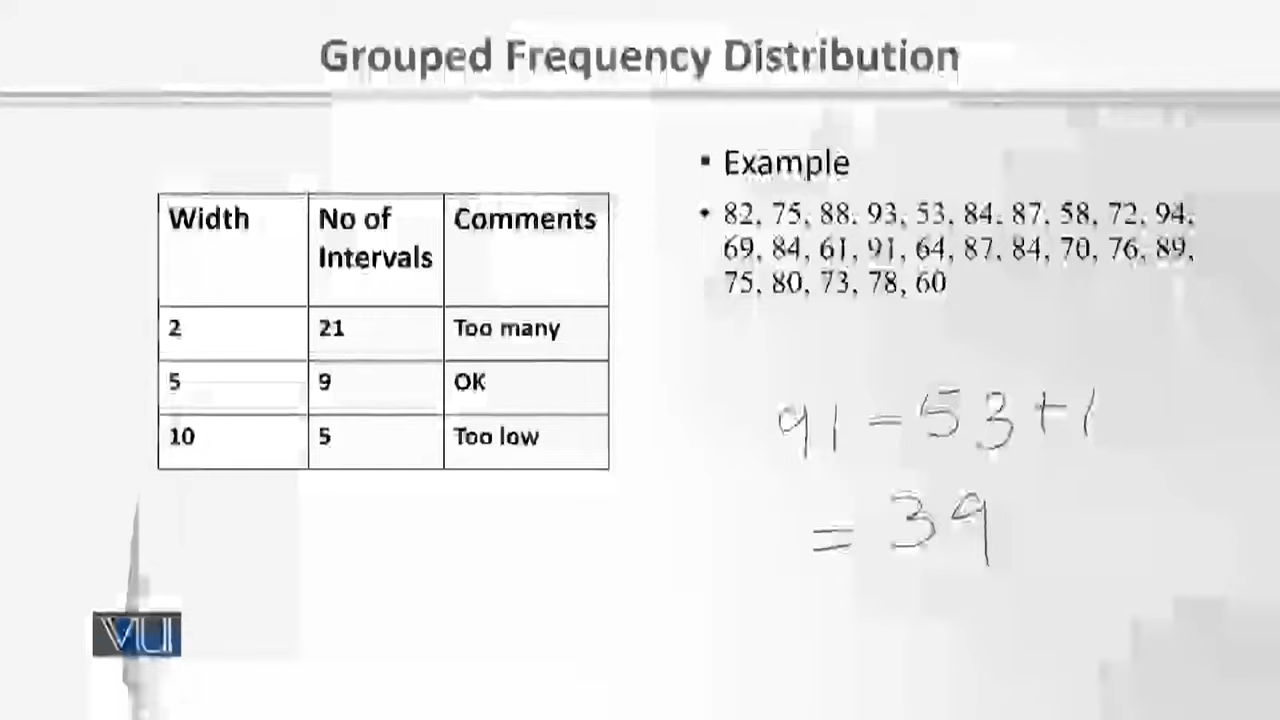 Grouped Frequency Distribution
Width No of Intervals Comments
2 21 Too many
5 9 OK
10 5 Too low
• Example
• 82, 75, 88, 93, 53, 84, 87, 58, 72, 94,
69, 84, 61, 91, 64, 87, 84, 70, 76, 89,
75, 80, 73, 78, 60
91 - 53 + 1
= 39
VU